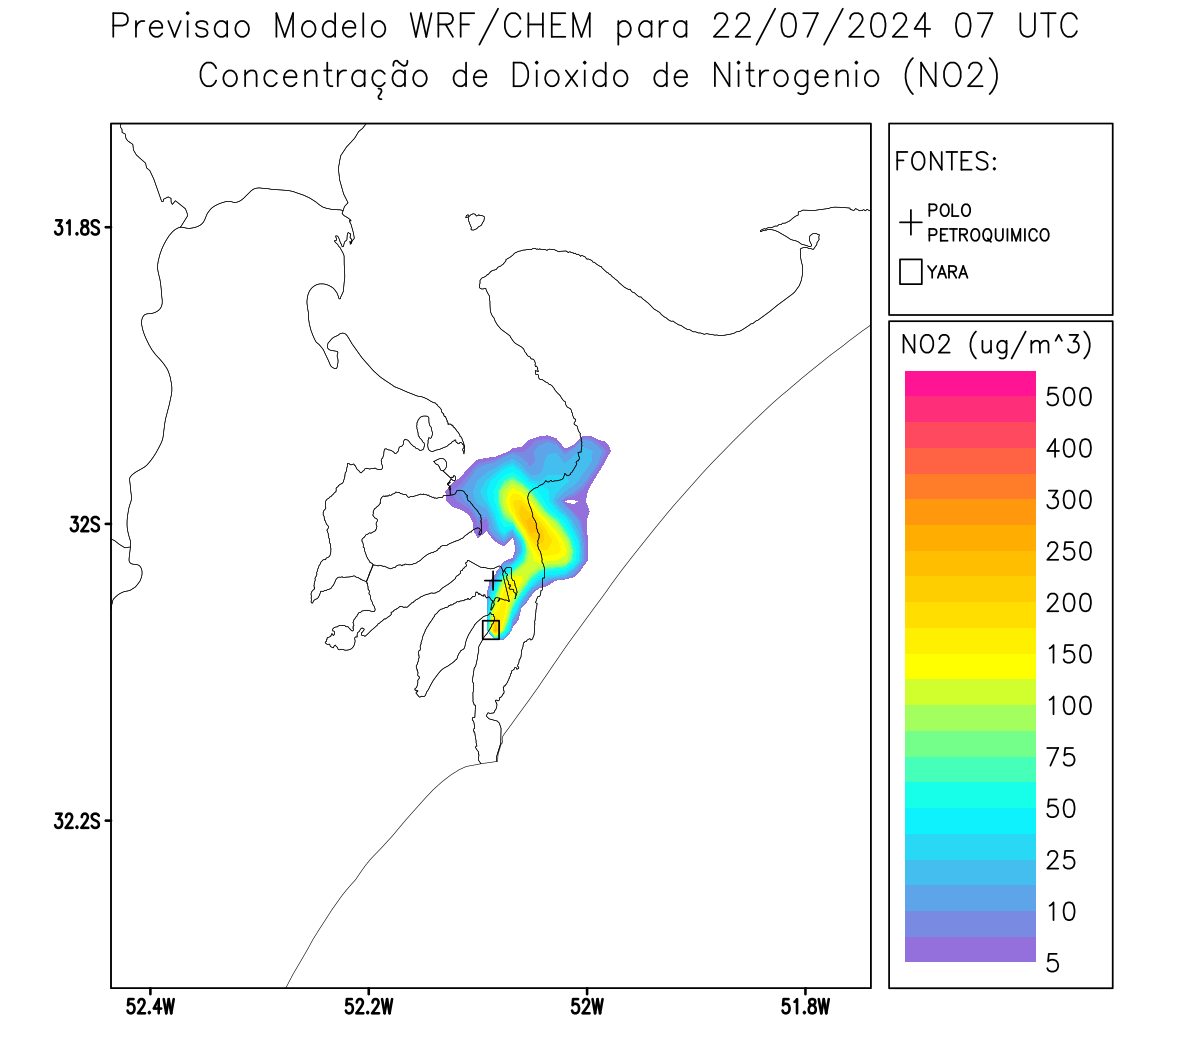 Previsao Modelo WRF/CHEM para 22/07/2024 07 UTC
Concentração de Dioxido de Nitrogenio (NO2)
FONTES:
POLO
PETROQUIMICO
YARA
NO2 (ug/m^3)
500
400
300
250
200
150
100
75
50
25
10
5
31.8S
32S
32.2S
52.4W
52.2W
52W
51.8W